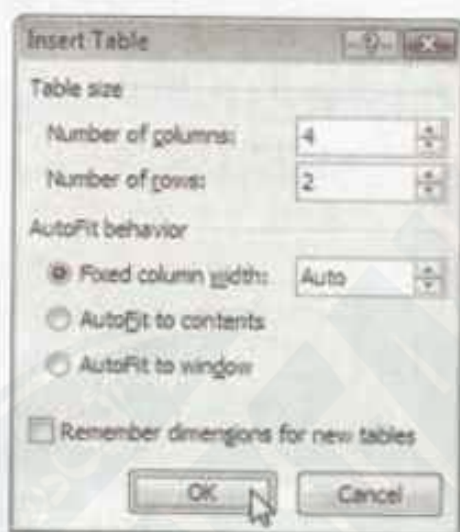 Insert Table
Table size
Number of columns: 4
Number of rows: 2
AutoFit behavior
Fixed column width: Auto
AutoFit to contents
AutoFit to window
Remember dimensions for new tables
OK Cancel